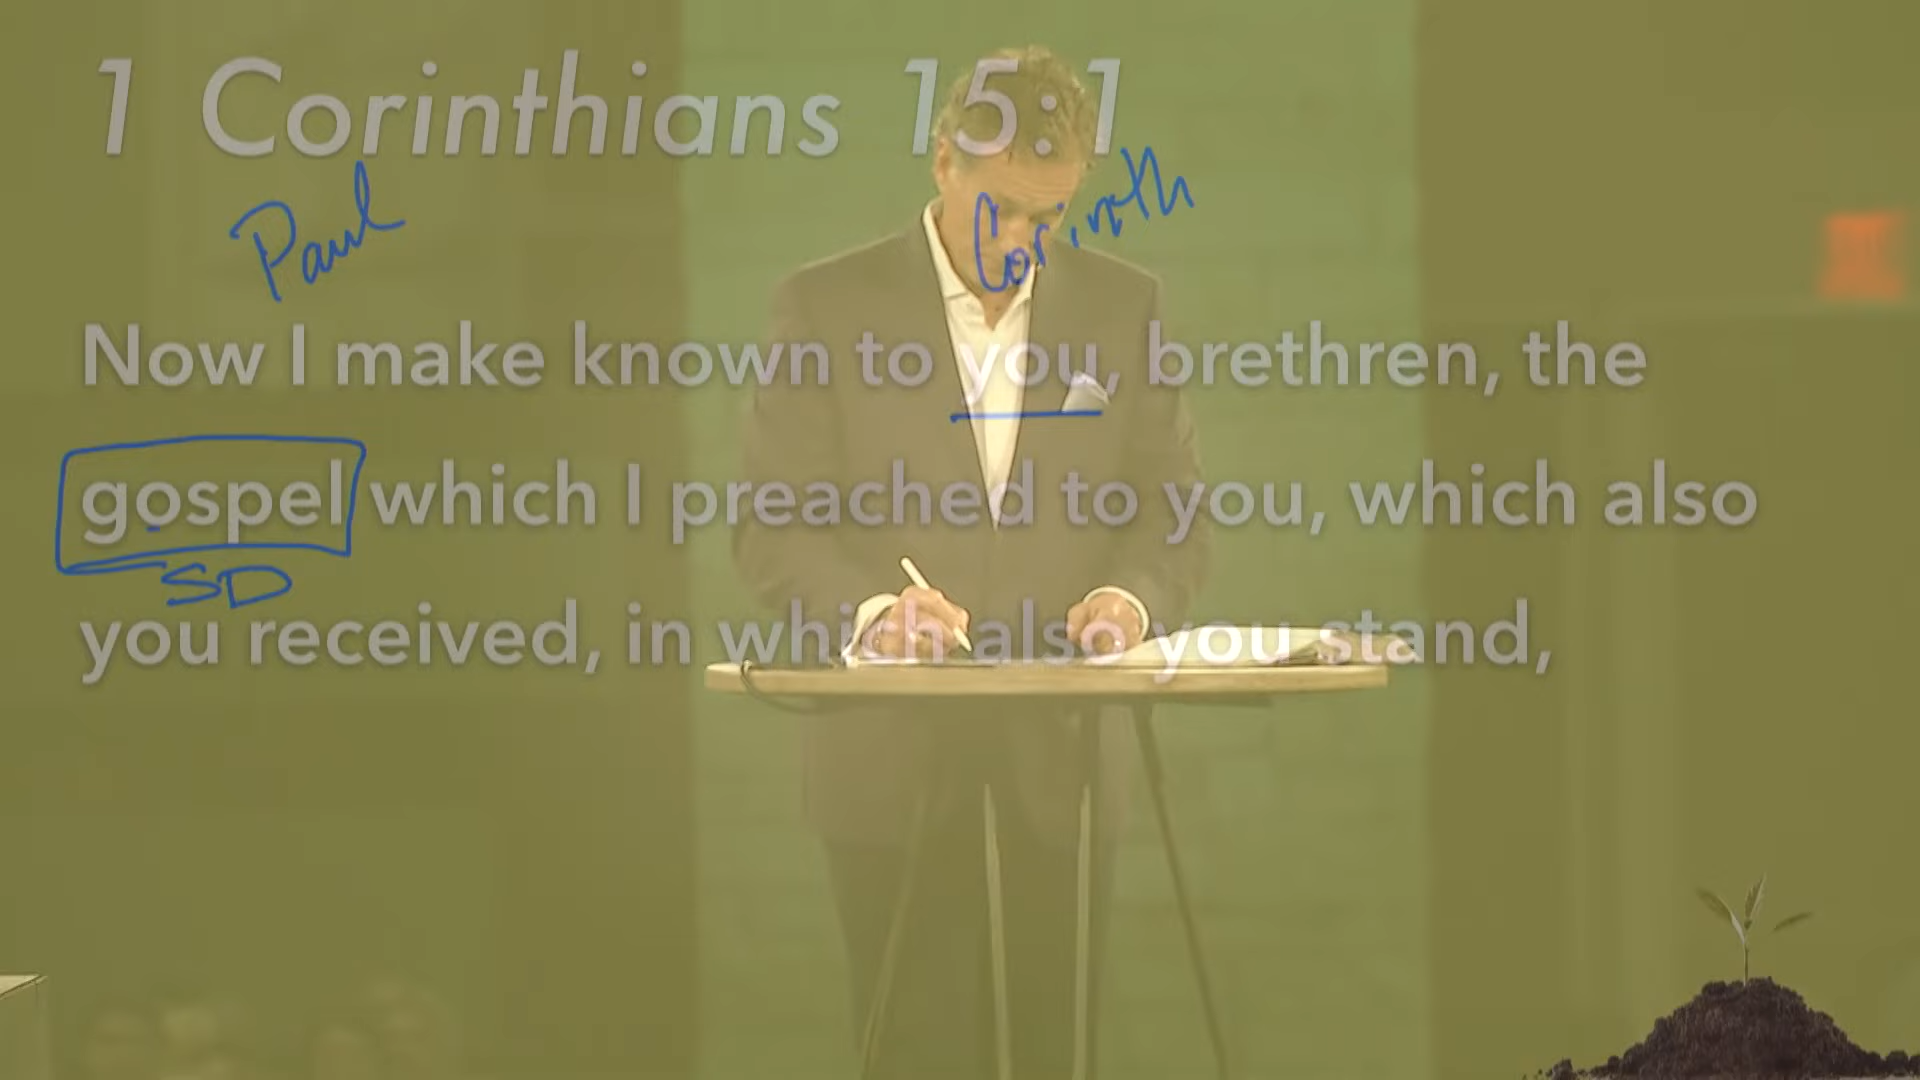 1 Corinthians 15:1
Paul
Corinth
Now I make known to you, brethren, the
gospel which I preached to you, which also
SD
you received, in which also you stand,